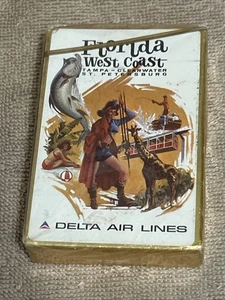 Florida
West Coast
TAMPA - CLEARWATER
ST. PETERSBURG
DELTA AIR LINES